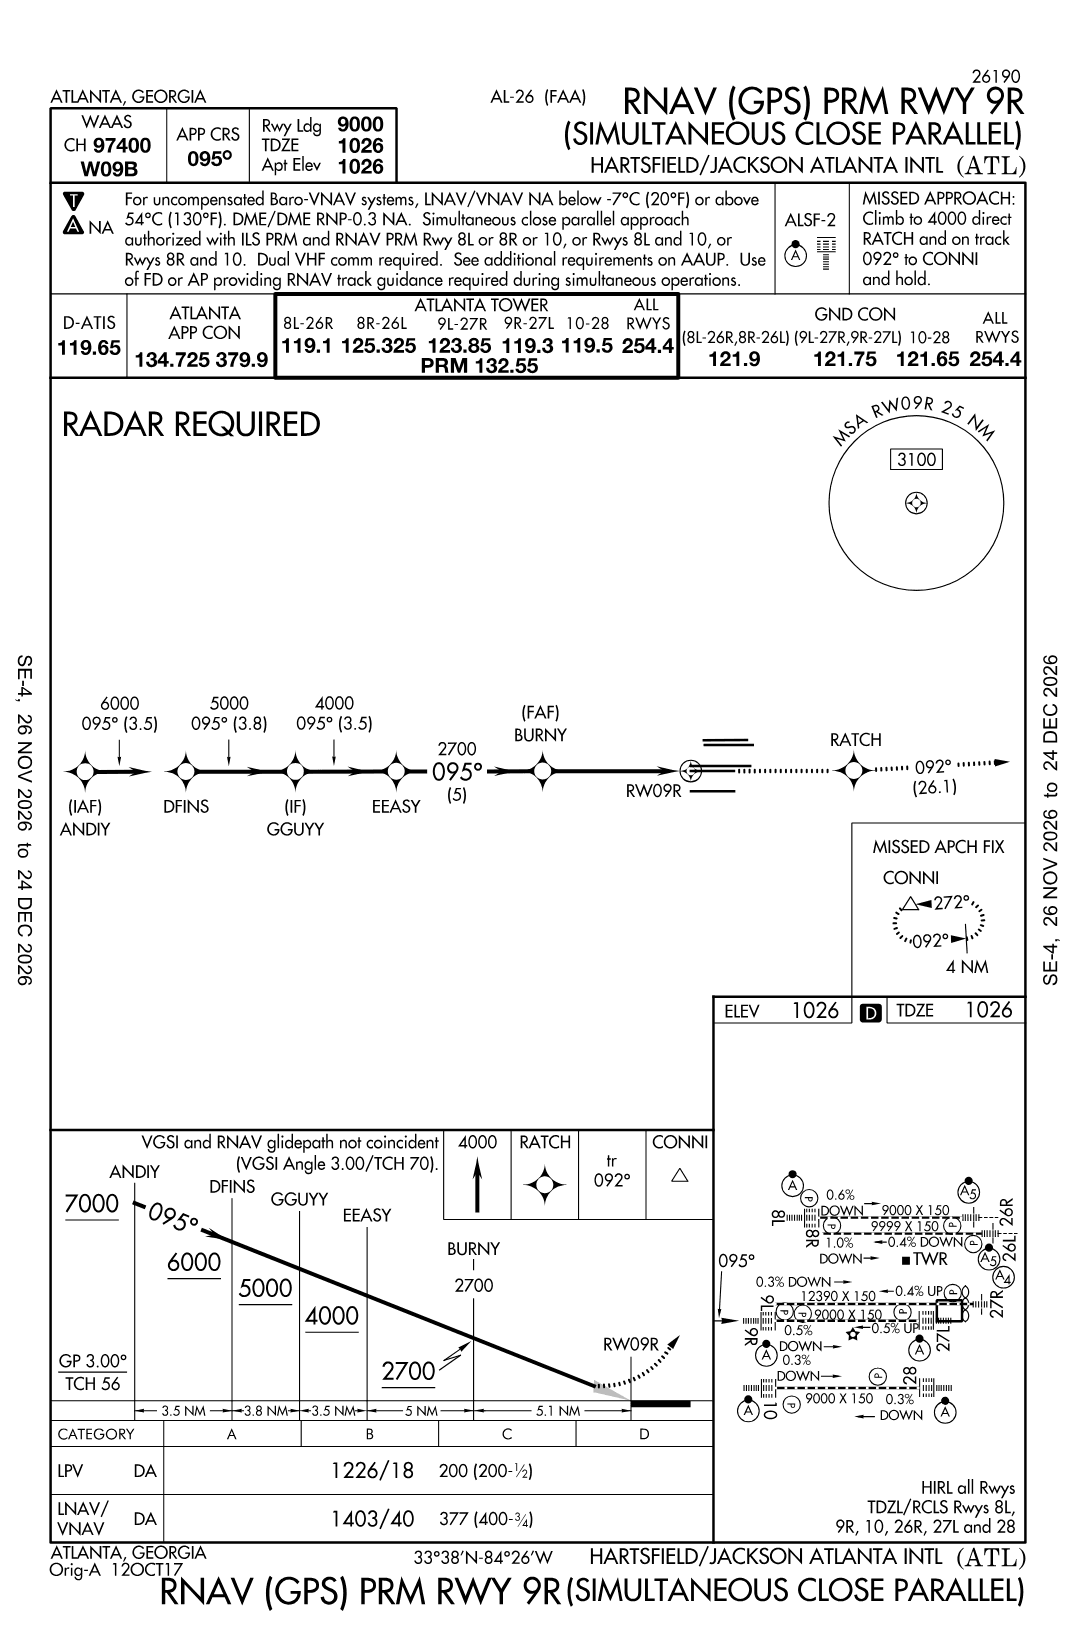 26190
ATLANTA, GEORGIA
AL-26 (FAA)
RNAV (GPS) PRM RWY 9R
(SIMULTANEOUS CLOSE PARALLEL)
HARTSFIELD/JACKSON ATLANTA INTL (ATL)
WAAS
CH 97400
W09B
APP CRS
095°
Rwy Ldg 9000
TDZE 1026
Apt Elev 1026
T
A NA
For uncompensated Baro-VNAV systems, LNAV/VNAV NA below -7°C (20°F) or above
54°C (130°F). DME/DME RNP-0.3 NA. Simultaneous close parallel approach
authorized with ILS PRM and RNAV PRM Rwy 8L or 8R or 10, or Rwys 8L and 10, or
Rwys 8R and 10. Dual VHF comm required. See additional requirements on AAUP. Use
of FD or AP providing RNAV track guidance required during simultaneous operations.
ALSF-2
A
MISSED APPROACH:
Climb to 4000 direct
RATCH and on track
092° to CONNI
and hold.
D-ATIS
119.65
ATLANTA
APP CON
134.725 379.9
ATLANTA TOWER
8L-26R 8R-26L 9L-27R 9R-27L 10-28 ALL RWYS
119.1 125.325 123.85 119.3 119.5 254.4
PRM 132.55
GND CON
(8L-26R,8R-26L) (9L-27R,9R-27L) 10-28 ALL RWYS
121.9 121.75 121.65 254.4
RADAR REQUIRED
MSA RW09R 25 NM
3100
SE-4, 26 NOV 2026 to 24 DEC 2026
SE-4, 26 NOV 2026 to 24 DEC 2026
6000
095° (3.5)
5000
095° (3.8)
4000
095° (3.5)
2700
095°
(5)
(FAF)
BURNY
RATCH
092°
(26.1)
RW09R
(IAF)
ANDIY
DFINS
(IF)
GGUYY
EEASY
MISSED APCH FIX
CONNI
272°
092°
4 NM
ELEV 1026
D
TDZE 1026
VGSI and RNAV glidepath not coincident
(VGSI Angle 3.00/TCH 70).
4000
RATCH
tr
092°
CONNI
ANDIY
DFINS
GGUYY
EEASY
BURNY
2700
7000
095°
6000
5000
4000
2700
RW09R
GP 3.00°
TCH 56
3.5 NM
3.8 NM
3.5 NM
5 NM
5.1 NM
CATEGORY A B C D
LPV DA 1226/18 200 (200-½)
LNAV/
VNAV DA 1403/40 377 (400-¾)
A
P
0.6%
DOWN
9000 X 150
A5
26R
8L
8R
P
9999 X 150
P
P
1.0%
DOWN
0.4% DOWN
P
A5
26L
A4
TWR
095°
0.3% DOWN
0.4% UP
P
12390 X 150
9L
27R
P
P
9000 X 150
P
9R
0.5%
DOWN
0.5% UP
27L
A
A
0.3%
DOWN
P
28
10
A
P
9000 X 150
0.3%
DOWN
A
HIRL all Rwys
TDZL/RCLS Rwys 8L,
9R, 10, 26R, 27L and 28
ATLANTA, GEORGIA
Orig-A 12OCT17
33°38'N-84°26'W
HARTSFIELD/JACKSON ATLANTA INTL (ATL)
RNAV (GPS) PRM RWY 9R (SIMULTANEOUS CLOSE PARALLEL)